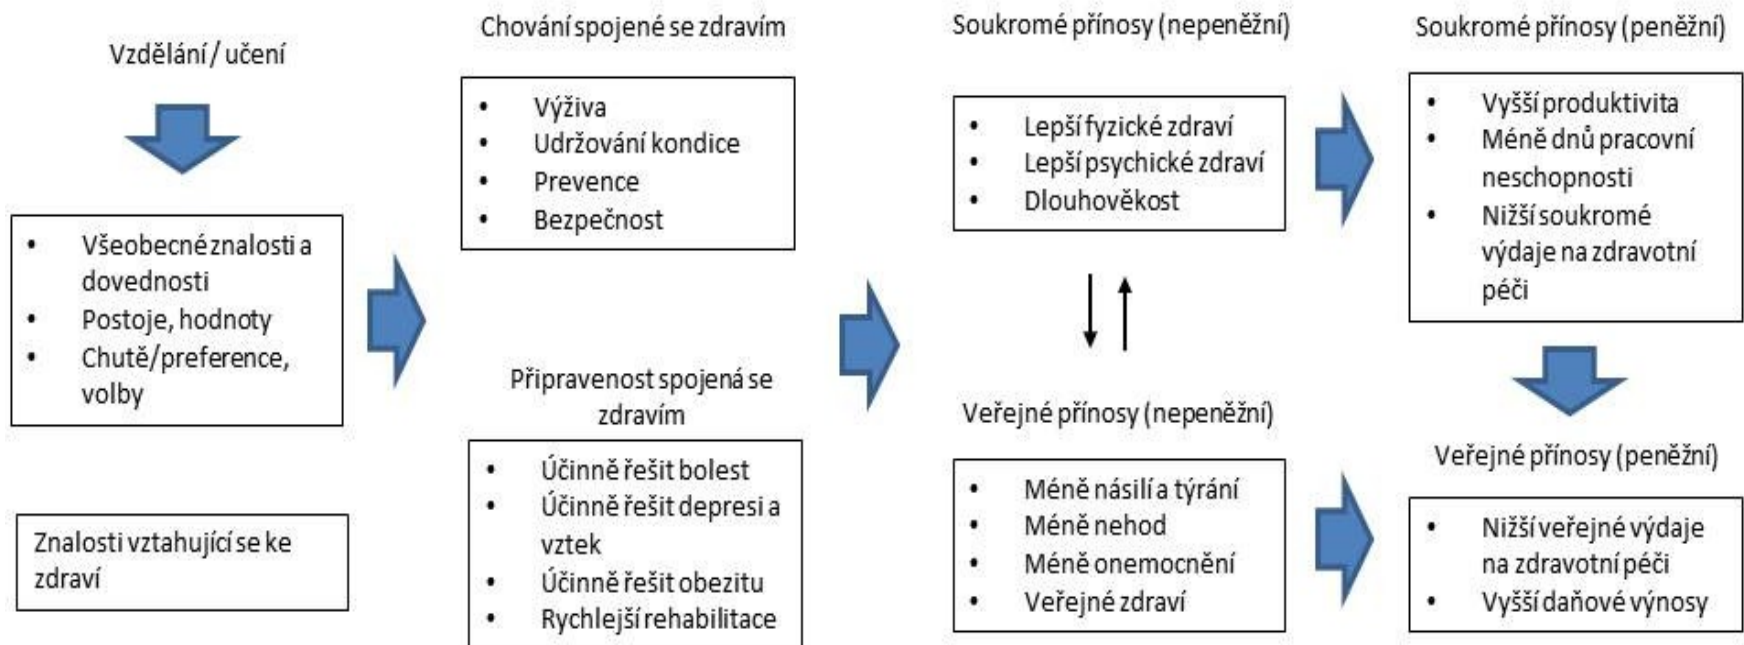 Vzdělání / učení
• Všeobecné znalosti a
dovednosti
• Postoje, hodnoty
• Chutě/preference,
volby
Znalosti vztahující se ke
zdraví
Chování spojené se zdravím
• Výživa
• Udržování kondice
• Prevence
• Bezpečnost
Připravenost spojená se
zdravím
• Účinně řešit bolest
• Účinně řešit depresi a
vztek
• Účinně řešit obezitu
• Rychlejší rehabilitace
Soukromé přínosy (nepeněžní)
• Lepší fyzické zdraví
• Lepší psychické zdraví
• Dlouhověkost
Veřejné přínosy (nepeněžní)
• Méně násilí a týrání
• Méně nehod
• Méně onemocnění
• Veřejné zdraví
Soukromé přínosy (peněžní)
• Vyšší produktivita
• Méně dnů pracovní
neschopnosti
• Nižší soukromé
výdaje na zdravotní
péči
Veřejné přínosy (peněžní)
• Nižší veřejné výdaje
na zdravotní péči
• Vyšší daňové výnosy